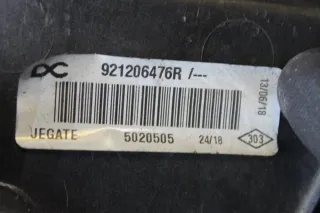 DC 921206476R /---
13/06/18
JEGATE 5020505 24/18 303